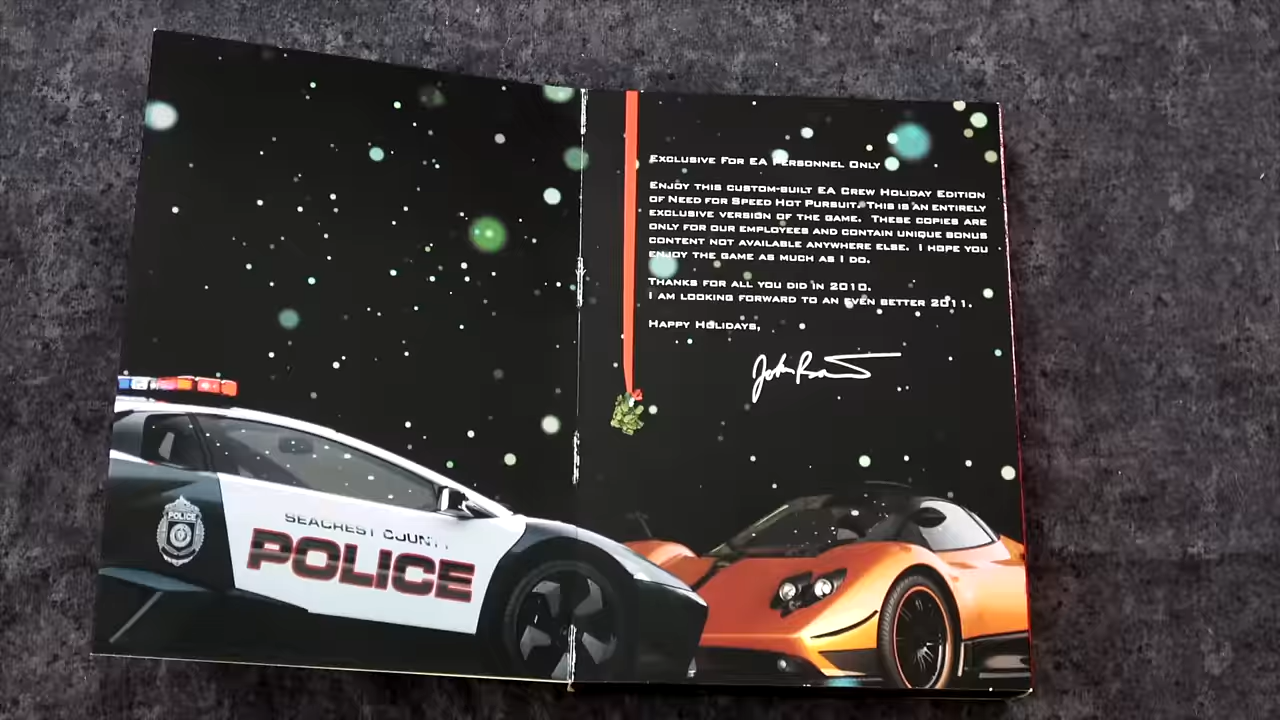 POLICE
SEACREST COUNTY
POLICE
EXCLUSIVE FOR EA PERSONNEL ONLY
ENJOY THIS CUSTOM-BUILT EA CREW HOLIDAY EDITION
OF NEED FOR SPEED HOT PURSUIT. THIS IS AN ENTIRELY
EXCLUSIVE VERSION OF THE GAME. THESE COPIES ARE
ONLY FOR OUR EMPLOYEES AND CONTAIN UNIQUE BONUS
CONTENT NOT AVAILABLE ANYWHERE ELSE. I HOPE YOU
ENJOY THE GAME AS MUCH AS I DO.
THANKS FOR ALL YOU DID IN 2010.
I AM LOOKING FORWARD TO AN EVEN BETTER 2011.
HAPPY HOLIDAYS,